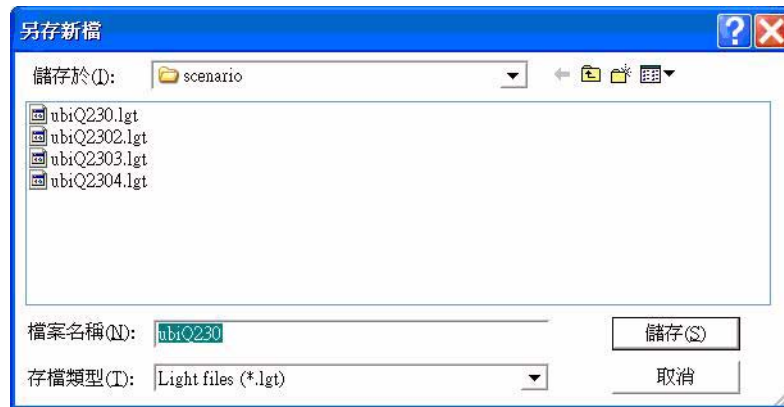 另存新檔
儲存於(I): scenario
ubiQ230.lgt
ubiQ2302.lgt
ubiQ2303.lgt
ubiQ2304.lgt
檔案名稱(N): ubiQ230 儲存(S)
存檔類型(T): Light files (*.lgt) 取消